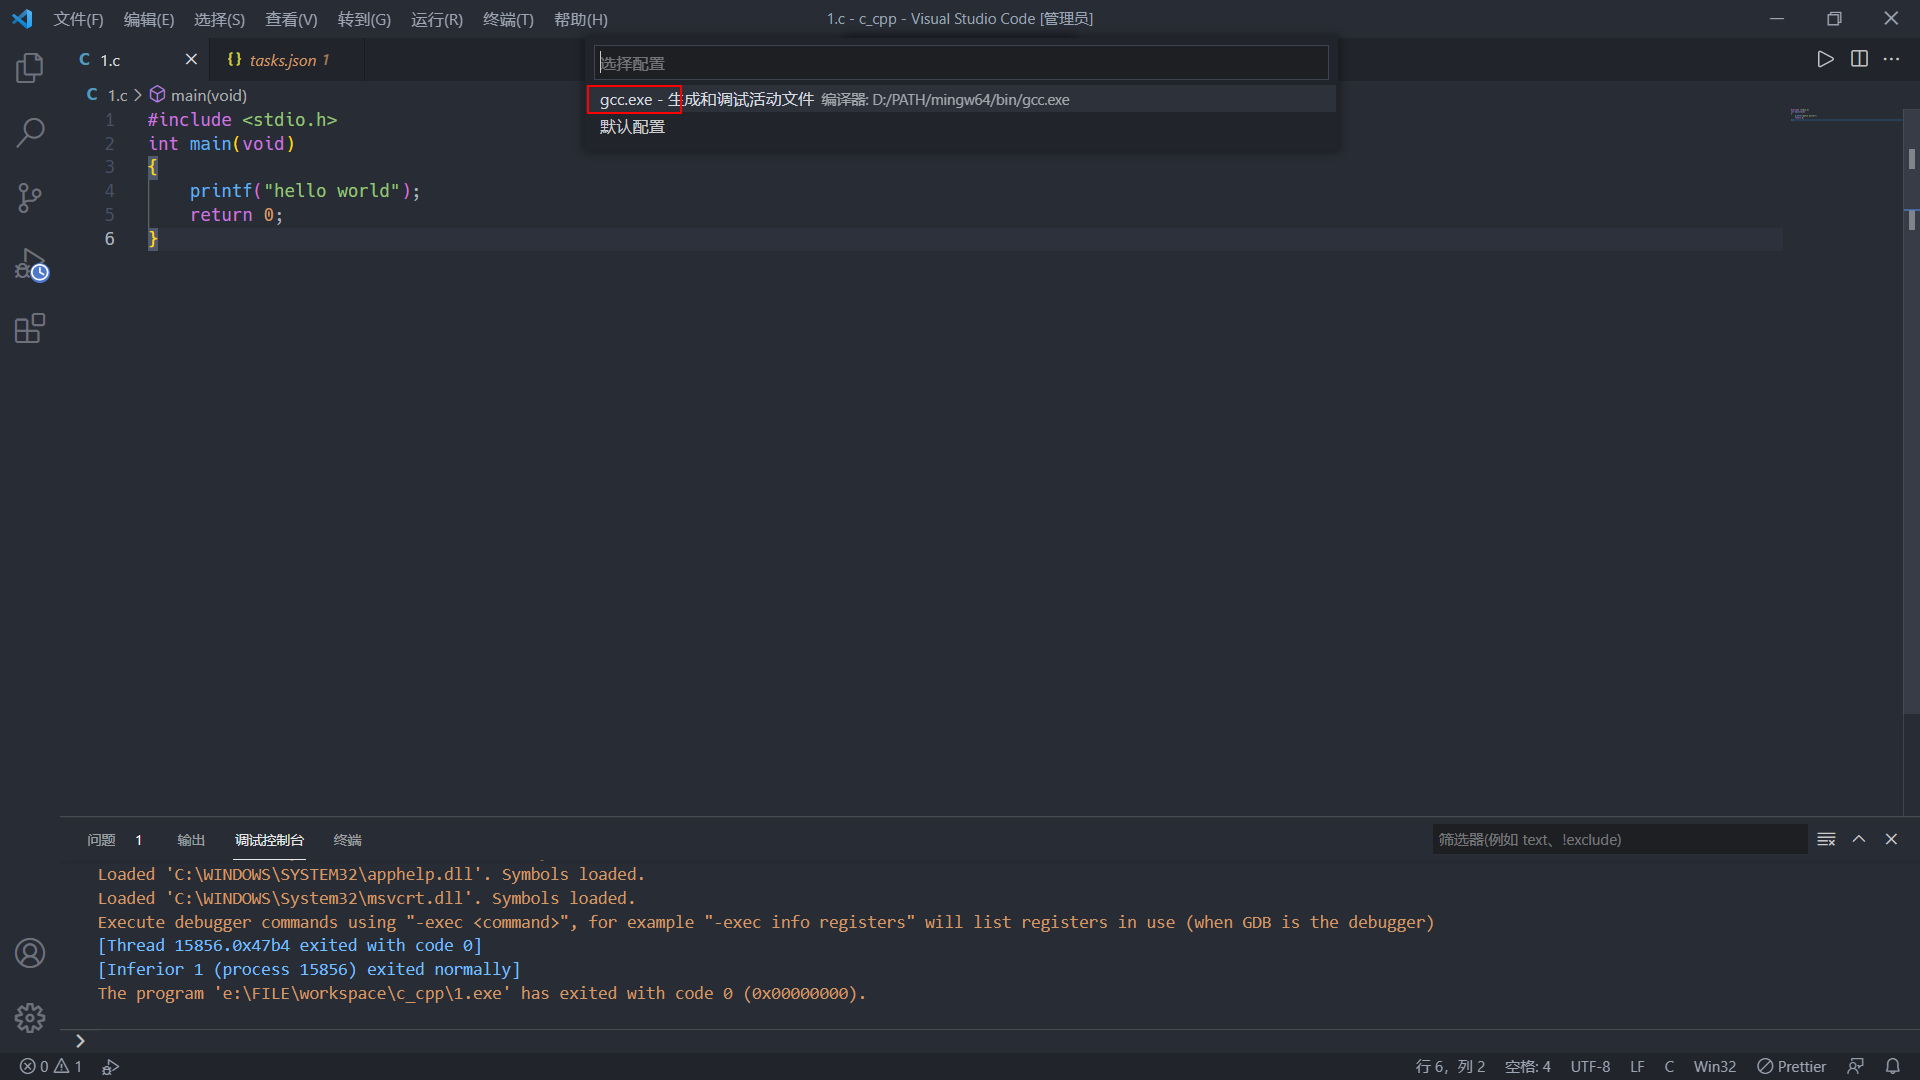 文件(F) 编辑(E) 选择(S) 查看(V) 转到(G) 运行(R) 终端(T) 帮助(H) 1.c - c_cpp - Visual Studio Code [管理员]
C 1.c {} tasks.json 1
选择配置
gcc.exe - 生成和调试活动文件 编译器: D:/PATH/mingw64/bin/gcc.exe
默认配置
C 1.c > main(void)
1 #include <stdio.h>
2 int main(void)
3 {
4 printf("hello world");
5 return 0;
6 }
问题 1 输出 调试控制台 终端 筛选器(例如 text、!exclude)
Loaded 'C:\WINDOWS\SYSTEM32\apphelp.dll'. Symbols loaded.
Loaded 'C:\WINDOWS\System32\msvcrt.dll'. Symbols loaded.
Execute debugger commands using "-exec <command>", for example "-exec info registers" will list registers in use (when GDB is the debugger)
[Thread 15856.0x47b4 exited with code 0]
[Inferior 1 (process 15856) exited normally]
The program 'e:\FILE\workspace\c_cpp\1.exe' has exited with code 0 (0x00000000).
0 1 行 6，列 2 空格: 4 UTF-8 LF C Win32 Prettier